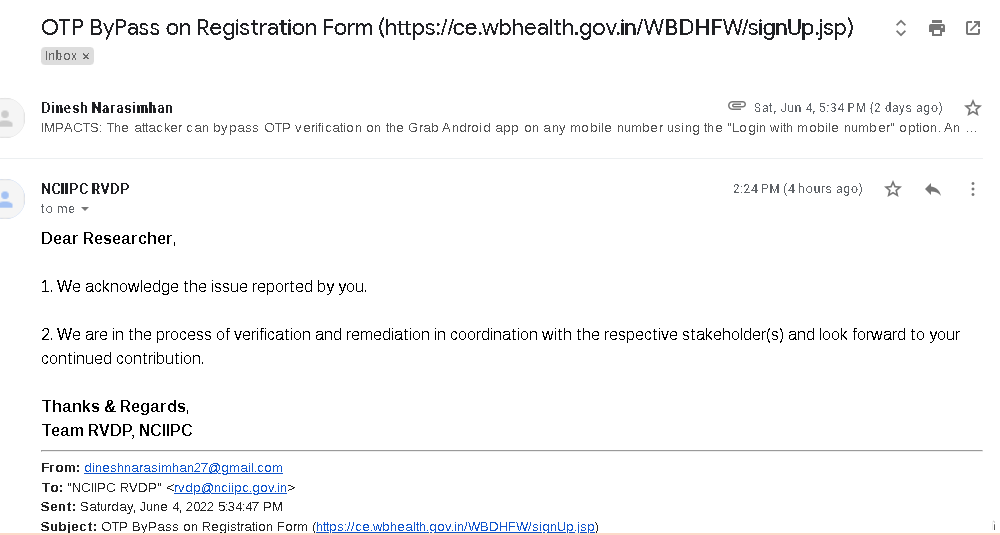 OTP ByPass on Registration Form (https://ce.wbhealth.gov.in/WBDHFW/signUp.jsp)
Inbox ×
Dinesh Narasimhan
Sat, Jun 4, 5:34 PM (2 days ago)
IMPACTS: The attacker can bypass OTP verification on the Grab Android app on any mobile number using the "Login with mobile number" option. An ...
NCIIPC RVDP
2:24 PM (4 hours ago)
to me
Dear Researcher,
1. We acknowledge the issue reported by you.
2. We are in the process of verification and remediation in coordination with the respective stakeholder(s) and look forward to your
continued contribution.
Thanks & Regards,
Team RVDP, NCIIPC
From: dineshnarasimhan27@gmail.com
To: "NCIIPC RVDP" <rvdp@nciipc.gov.in>
Sent: Saturday, June 4, 2022 5:34:47 PM
Subject: OTP ByPass on Registration Form (https://ce.wbhealth.gov.in/WBDHFW/signUp.jsp)